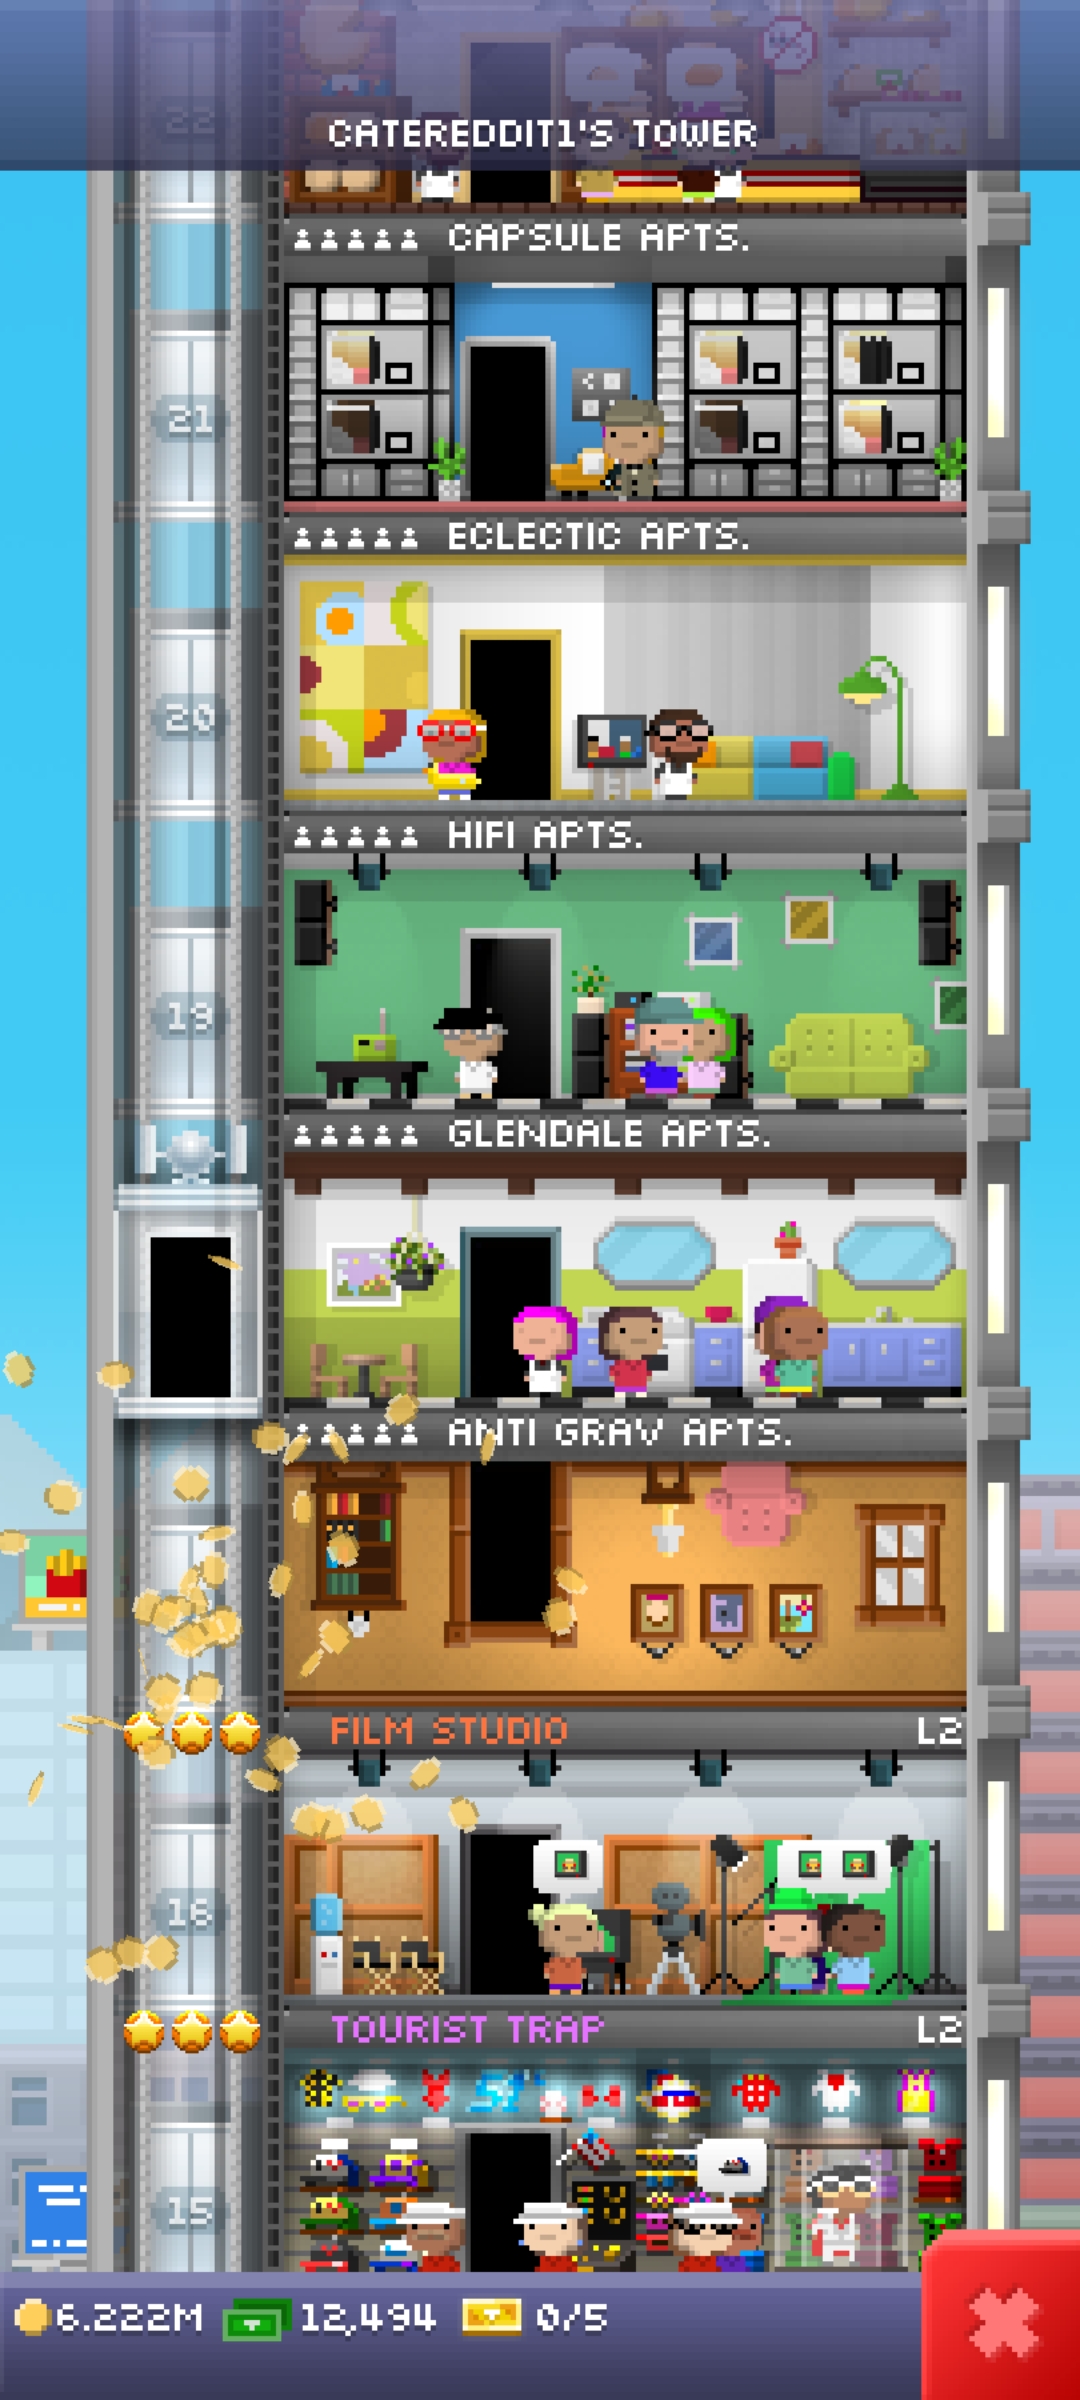 22
CATEREDDIT1'S TOWER
CAPSULE APTS.
21
ECLECTIC APTS.
20
HIFI APTS.
19
GLENDALE APTS.
ANTI GRAV APTS.
FILM STUDIO L2
16
TOURIST TRAP L2
15
6.222M 12,494 0/5